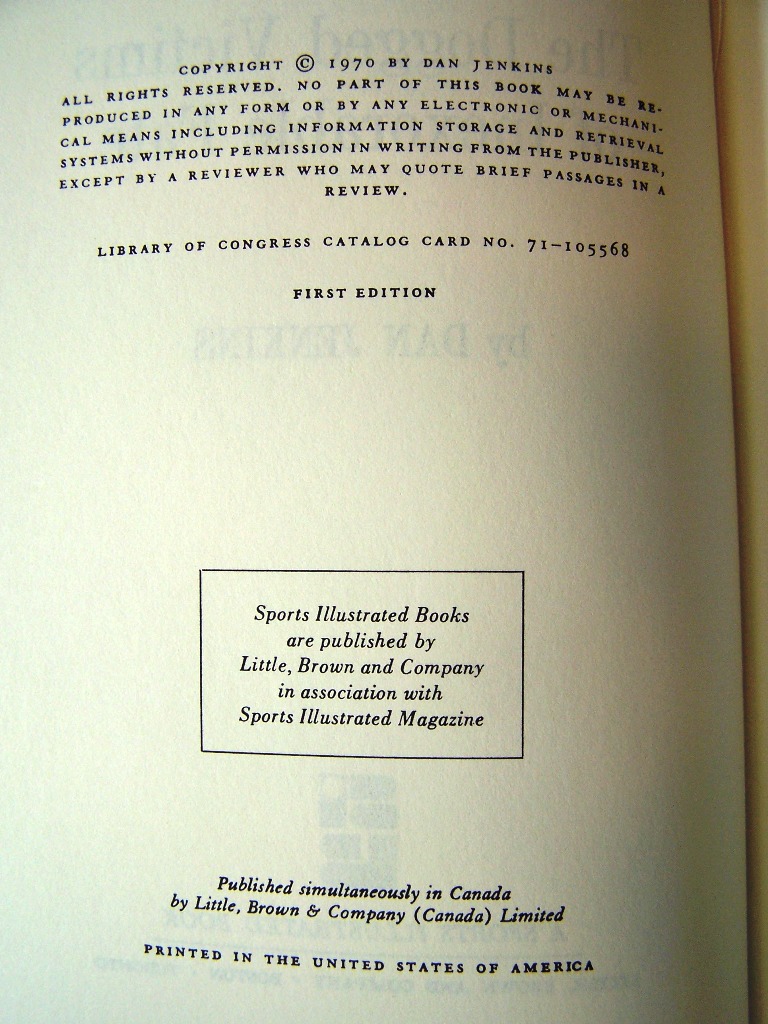 COPYRIGHT © 1970 BY DAN JENKINS
ALL RIGHTS RESERVED. NO PART OF THIS BOOK MAY BE RE-
PRODUCED IN ANY FORM OR BY ANY ELECTRONIC OR MECHANI-
CAL MEANS INCLUDING INFORMATION STORAGE AND RETRIEVAL
SYSTEMS WITHOUT PERMISSION IN WRITING FROM THE PUBLISHER,
EXCEPT BY A REVIEWER WHO MAY QUOTE BRIEF PASSAGES IN A
REVIEW.
LIBRARY OF CONGRESS CATALOG CARD NO. 71-105568
FIRST EDITION
Sports Illustrated Books
are published by
Little, Brown and Company
in association with
Sports Illustrated Magazine
Published simultaneously in Canada
by Little, Brown & Company (Canada) Limited
PRINTED IN THE UNITED STATES OF AMERICA